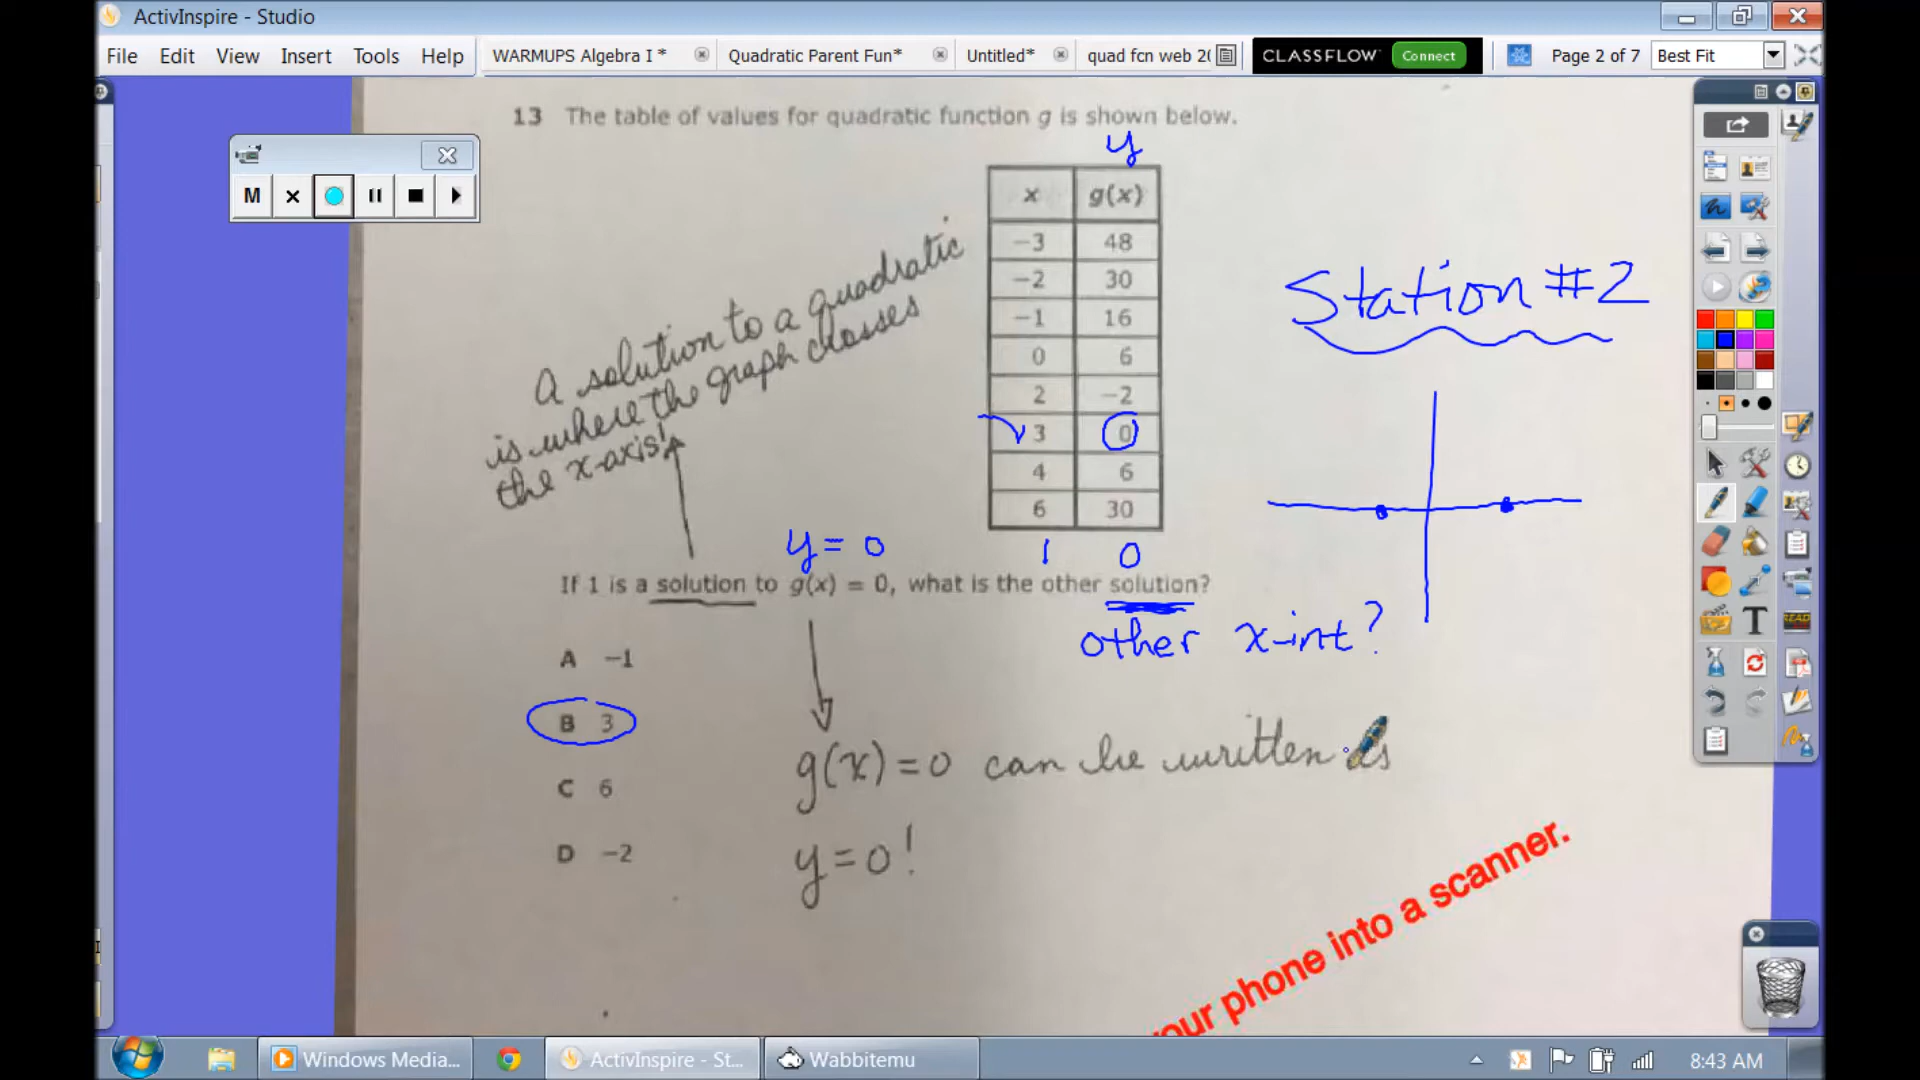 ActivInspire - Studio
File Edit View Insert Tools Help
WARMUPS Algebra I *
Quadratic Parent Fun*
Untitled*
quad fcn web 20
CLASSFLOW Connect
Page 2 of 7
Best Fit
13 The table of values for quadratic function g is shown below.
M
y
x g(x)
-3 48
-2 30
-1 16
0 6
2 -2
3 0
4 6
6 30
1 0
Station #2
A solution to a quadratic
is where the graph crosses
the x-axis!
y = 0
If 1 is a solution to g(x) = 0, what is the other solution?
other x-int?
A -1
B 3
C 6
D -2
g(x) = 0 can be written as
y = 0!
your phone into a scanner.
T
READ
Windows Media...
ActivInspire - St...
Wabbitemu
8:43 AM